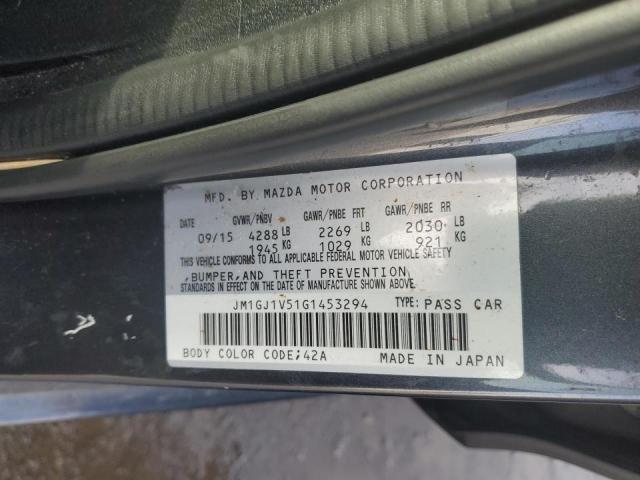 MFD. BY MAZDA MOTOR CORPORATION
DATE GVWR/PNBV GAWR/PNBE FRT GAWR/PNBE RR
09/15 4288 LB 2269 LB 2030 LB
1945 KG 1029 KG 921 KG
THIS VEHICLE CONFORMS TO ALL APPLICABLE FEDERAL MOTOR VEHICLE SAFETY
,BUMPER,AND THEFT PREVENTION
STANDARDS IN EFFECT ON THE DATE OF MANUFACTURE SHOWN ABOVE.
JM1GJ1V51G1453294 TYPE: PASS CAR
BODY COLOR CODE;42A MADE IN JAPAN